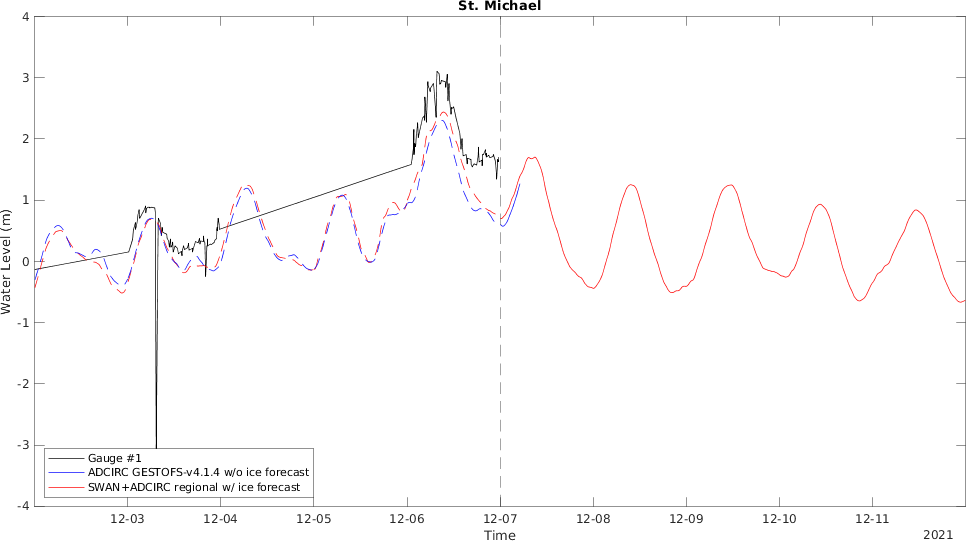 St. Michael
Water Level (m)
4
3
2
1
0
-1
-2
-3
-4
Gauge #1
ADCIRC GESTOFS-v4.1.4 w/o ice forecast
SWAN+ADCIRC regional w/ ice forecast
12-03 12-04 12-05 12-06 12-07 12-08 12-09 12-10 12-11
Time
2021